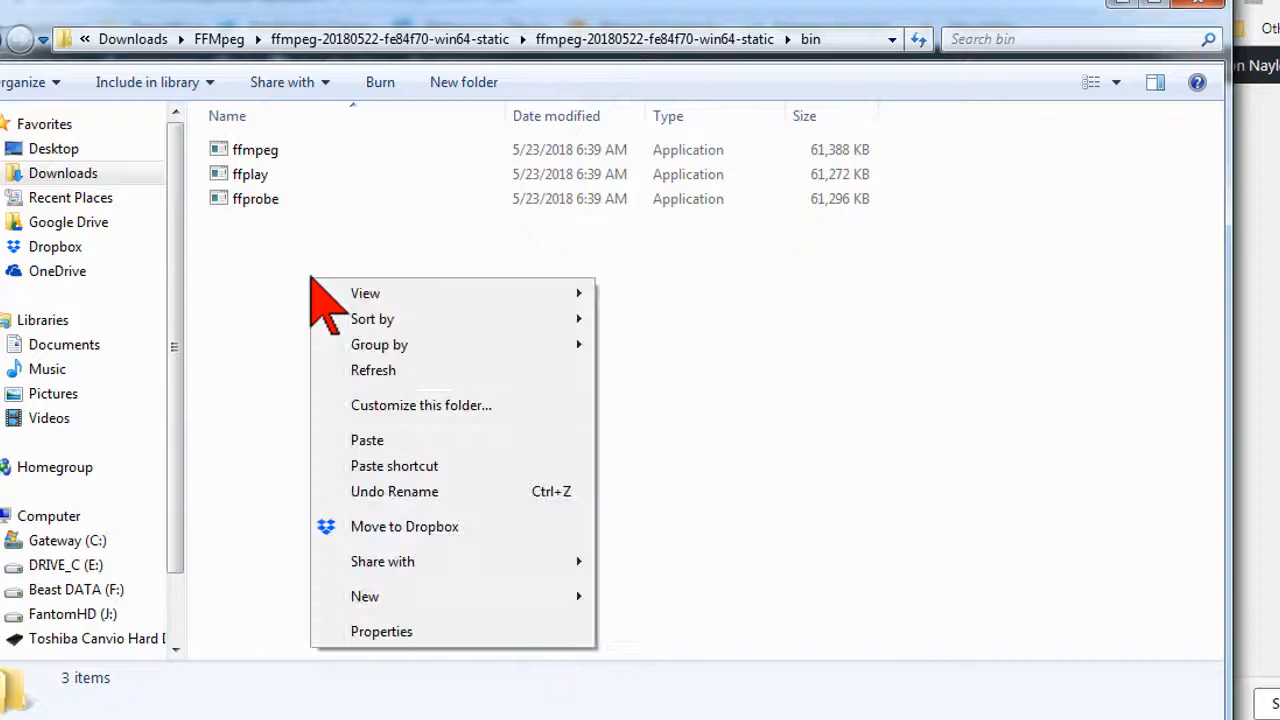 « Downloads FFMpeg ffmpeg-20180522-fe84f70-win64-static ffmpeg-20180522-fe84f70-win64-static bin Search bin
on Nayl
rganize Include in library Share with Burn New folder
Name Date modified Type Size
ffmpeg 5/23/2018 6:39 AM Application 61,388 KB
ffplay 5/23/2018 6:39 AM Application 61,272 KB
ffprobe 5/23/2018 6:39 AM Application 61,296 KB
Favorites
Desktop
Downloads
Recent Places
Google Drive
Dropbox
OneDrive
Libraries
Documents
Music
Pictures
Videos
Homegroup
Computer
Gateway (C:)
DRIVE_C (E:)
Beast DATA (F:)
FantomHD (J:)
Toshiba Canvio Hard D
View
Sort by
Group by
Refresh
Customize this folder...
Paste
Paste shortcut
Undo Rename Ctrl+Z
Move to Dropbox
Share with
New
Properties
3 items